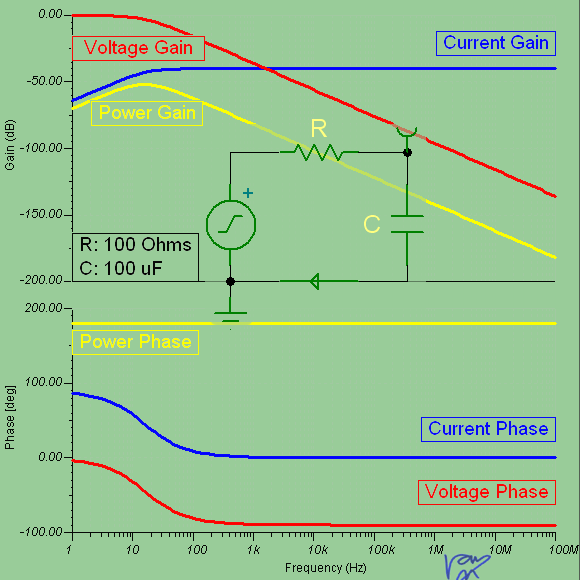 0.00
Voltage Gain
Current Gain
-50.00
Power Gain
Gain (dB)
-100.00
R
+
-150.00
C
R: 100 Ohms
C: 100 uF
-200.00
200.00
Power Phase
100.00
Phase [deg]
Current Phase
0.00
Voltage Phase
-100.00
1 10 100 1k 10k 100k 1M 10M 100M
Frequency (Hz)